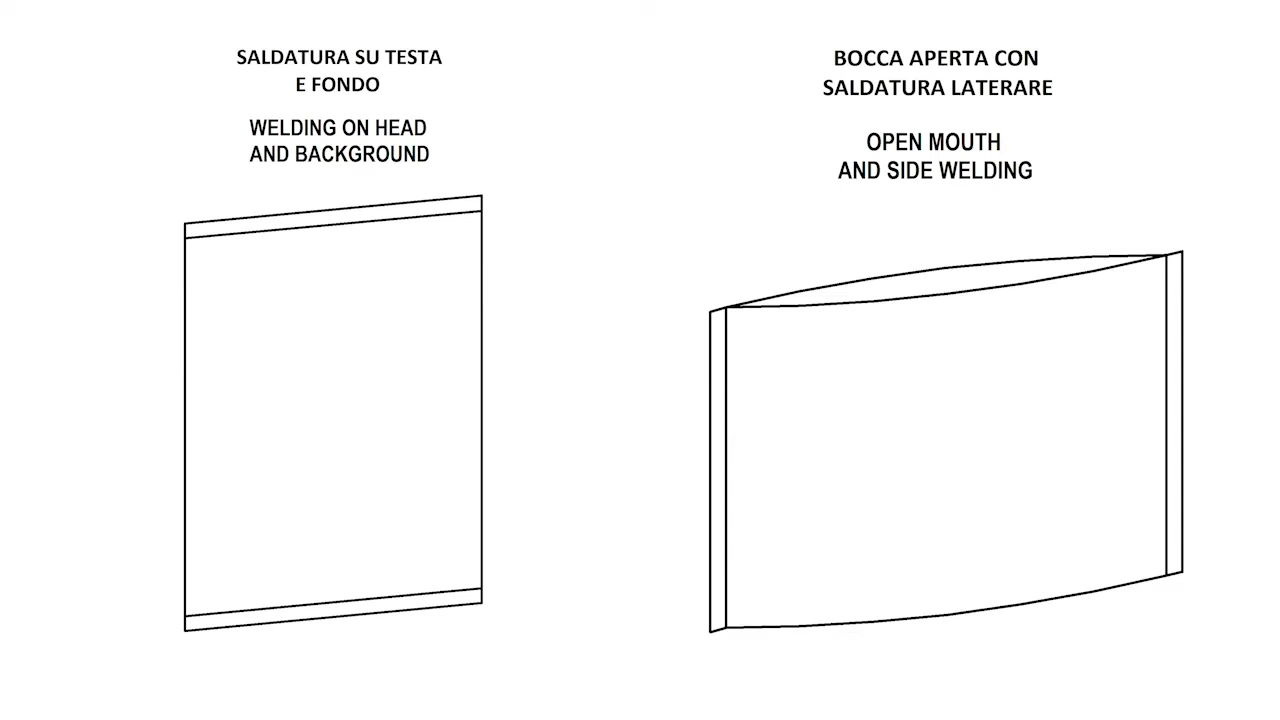 SALDATURA SU TESTA
E FONDO
WELDING ON HEAD
AND BACKGROUND
BOCCA APERTA CON
SALDATURA LATERARE
OPEN MOUTH
AND SIDE WELDING